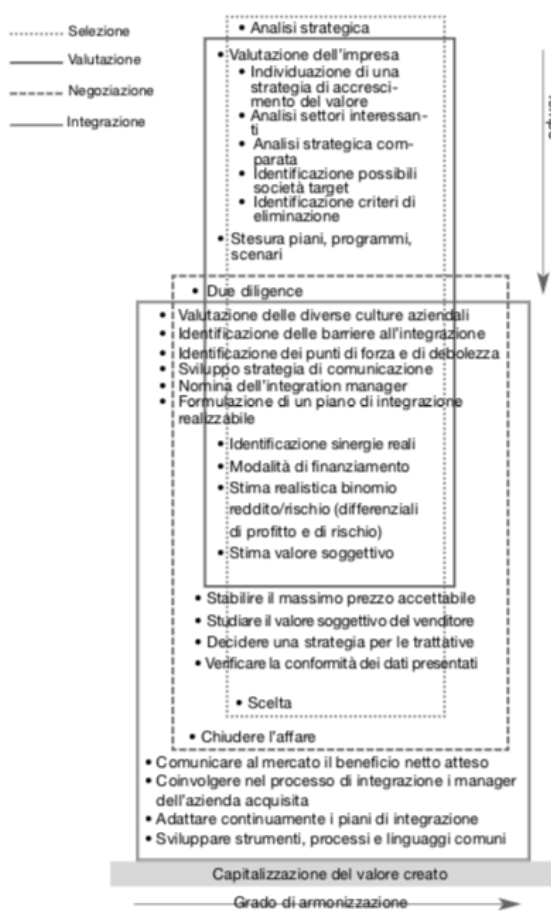 Selezione
Valutazione
Negoziazione
Integrazione
• Analisi strategica
• Valutazione dell'impresa
• Individuazione di una
strategia di accresci-
mento del valore
• Analisi settori interessan-
ti
• Analisi strategica com-
parata
• Identificazione possibili
società target
• Identificazione criteri di
eliminazione
• Stesura piani, programmi,
scenari
• Due diligence
• Valutazione delle diverse culture aziendali
• Identificazione delle barriere all'integrazione
• Identificazione dei punti di forza e di debolezza
• Sviluppo strategia di comunicazione
• Nomina dell'integration manager
• Formulazione di un piano di integrazione
realizzabile
• Identificazione sinergie reali
• Modalità di finanziamento
• Stima realistica binomio
reddito/rischio (differenziali
di profitto e di rischio)
• Stima valore soggettivo
• Stabilire il massimo prezzo accettabile
• Studiare il valore soggettivo del venditore
• Decidere una strategia per le trattative
• Verificare la conformità dei dati presentati
• Scelta
• Chiudere l'affare
• Comunicare al mercato il beneficio netto atteso
• Coinvolgere nel processo di integrazione i manager
dell'azienda acquisita
• Adattare continuamente i piani di integrazione
• Sviluppare strumenti, processi e linguaggi comuni
Capitalizzazione del valore creato
Grado di armonizzazione